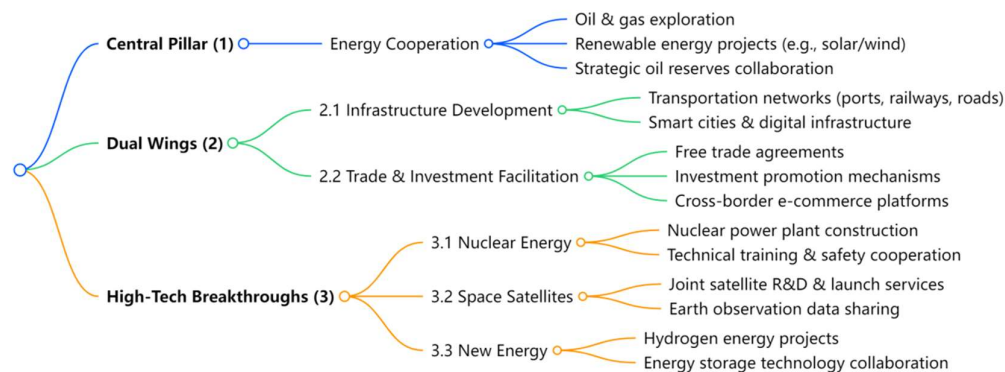 Central Pillar (1)
Energy Cooperation
Oil & gas exploration
Renewable energy projects (e.g., solar/wind)
Strategic oil reserves collaboration
Dual Wings (2)
2.1 Infrastructure Development
Transportation networks (ports, railways, roads)
Smart cities & digital infrastructure
2.2 Trade & Investment Facilitation
Free trade agreements
Investment promotion mechanisms
Cross-border e-commerce platforms
High-Tech Breakthroughs (3)
3.1 Nuclear Energy
Nuclear power plant construction
Technical training & safety cooperation
3.2 Space Satellites
Joint satellite R&D & launch services
Earth observation data sharing
3.3 New Energy
Hydrogen energy projects
Energy storage technology collaboration